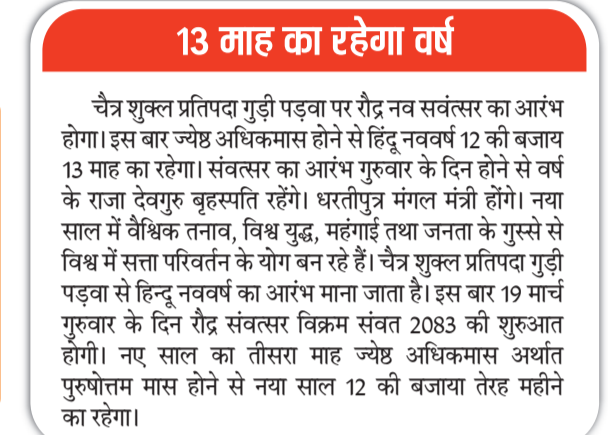 13 माह का रहेगा वर्ष
चैत्र शुक्ल प्रतिपदा गुड़ी पड़वा पर रौद्र नव सवंत्सर का आरंभ
होगा। इस बार ज्येष्ठ अधिकमास होने से हिंदू नववर्ष 12 की बजाय
13 माह का रहेगा। संवत्सर का आरंभ गुरुवार के दिन होने से वर्ष
के राजा देवगुरु बृहस्पति रहेंगे। धरतीपुत्र मंगल मंत्री होंगे। नया
साल में वैश्विक तनाव, विश्व युद्ध, महंगाई तथा जनता के गुस्से से
विश्व में सत्ता परिवर्तन के योग बन रहे हैं। चैत्र शुक्ल प्रतिपदा गुड़ी
पड़वा से हिन्दू नववर्ष का आरंभ माना जाता है। इस बार 19 मार्च
गुरुवार के दिन रौद्र संवत्सर विक्रम संवत 2083 की शुरुआत
होगी। नए साल का तीसरा माह ज्येष्ठ अधिकमास अर्थात
पुरुषोत्तम मास होने से नया साल 12 की बजाया तेरह महीने
का रहेगा।